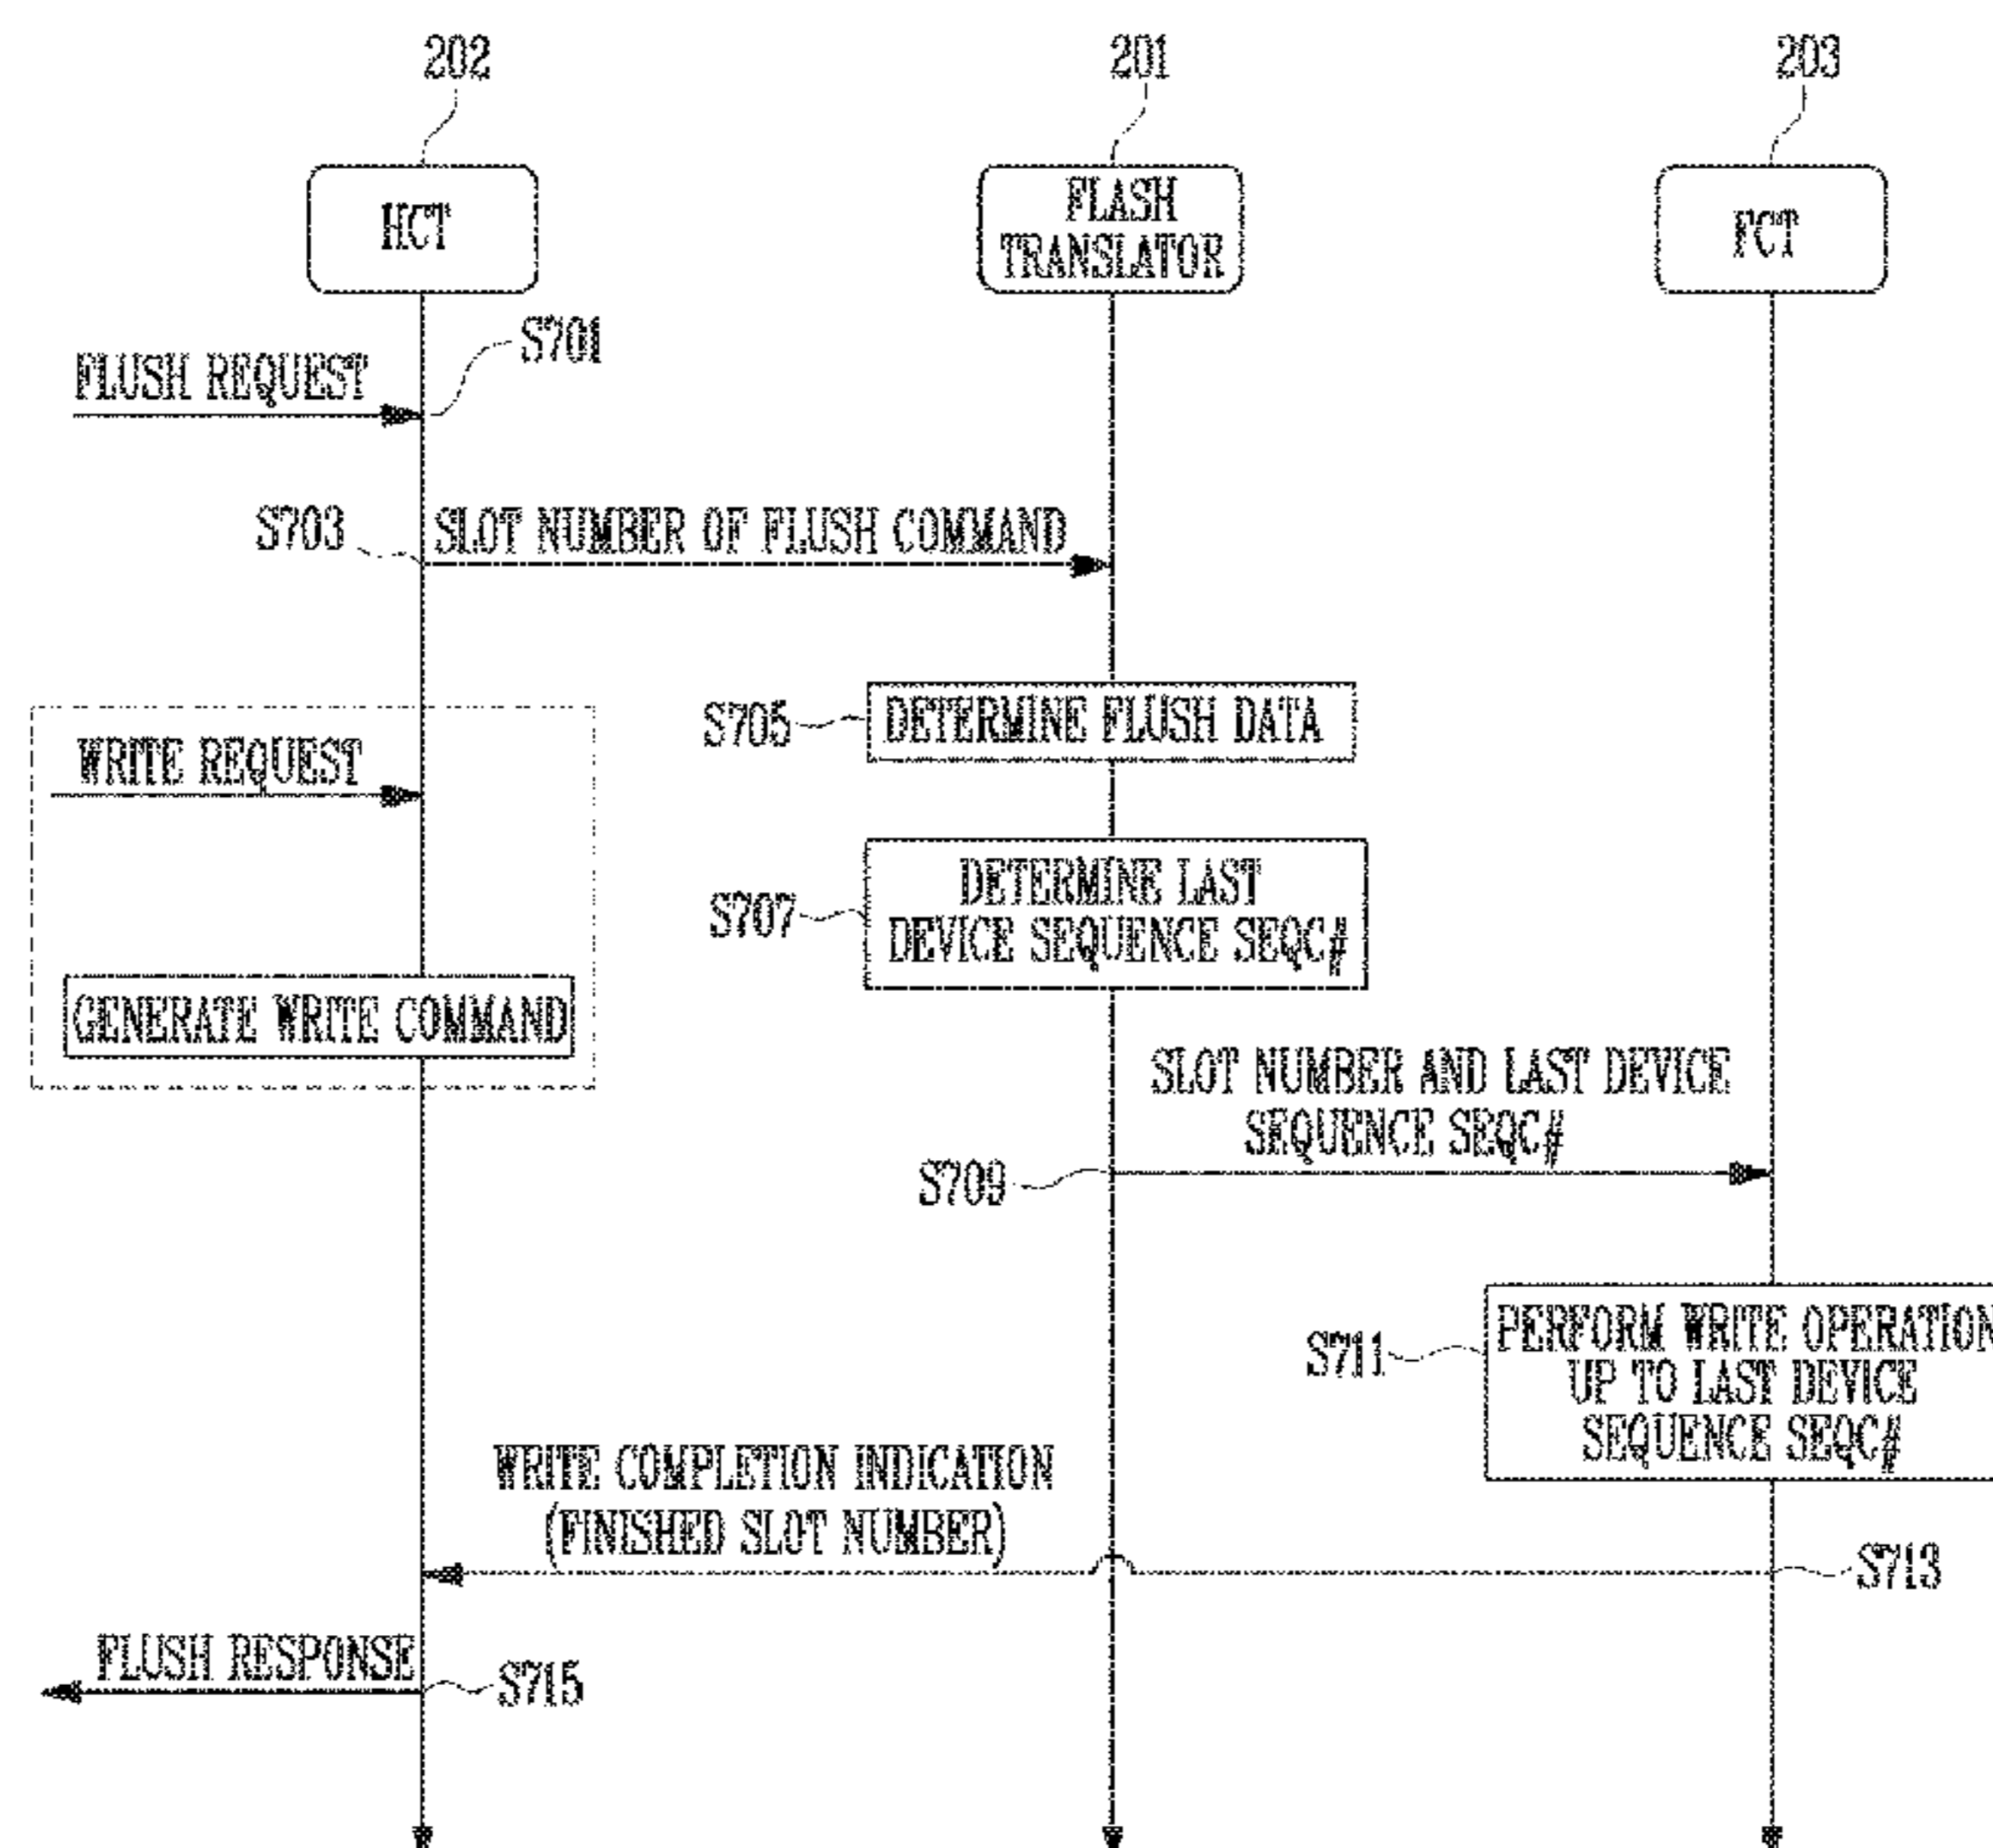 202
201
203
HCT
FLASH
TRANSLATOR
FCT
S701
FLUSH REQUEST
S703
SLOT NUMBER OF FLUSH COMMAND
S705
DETERMINE FLUSH DATA
WRITE REQUEST
S707
DETERMINE LAST
DEVICE SEQUENCE SEQC#
GENERATE WRITE COMMAND
SLOT NUMBER AND LAST DEVICE
SEQUENCE SEQC#
S709
S711
PERFORM WRITE OPERATION
UP TO LAST DEVICE
SEQUENCE SEQC#
WRITE COMPLETION INDICATION
(FINISHED SLOT NUMBER)
S713
FLUSH RESPONSE
S715